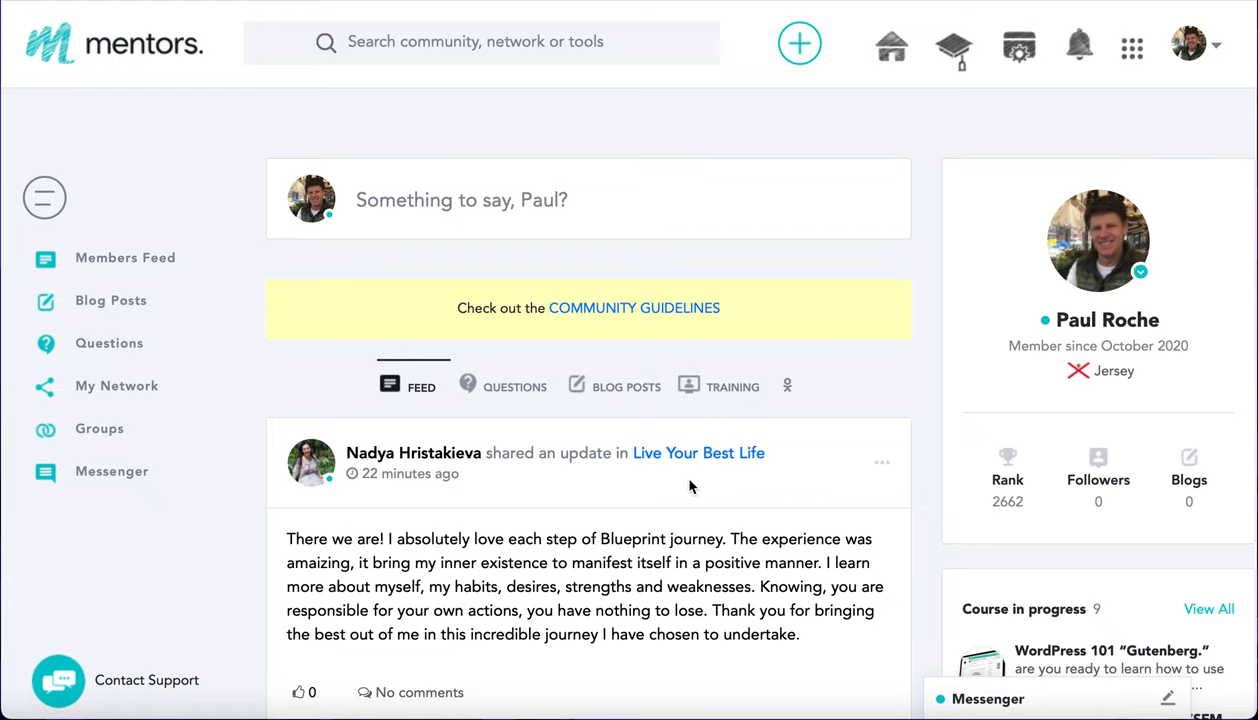 mentors.
Search community, network or tools
Something to say, Paul?
Members Feed
Blog Posts
Questions
My Network
Groups
Messenger
Contact Support
Check out the COMMUNITY GUIDELINES
FEED
QUESTIONS
BLOG POSTS
TRAINING
Nadya Hristakieva shared an update in Live Your Best Life
22 minutes ago
There we are! I absolutely love each step of Blueprint journey. The experience was
amaizing, it bring my inner existence to manifest itself in a positive manner. I learn
more about myself, my habits, desires, strengths and weaknesses. Knowing, you are
responsible for your own actions, you have nothing to lose. Thank you for bringing
the best out of me in this incredible journey I have chosen to undertake.
0
No comments
Paul Roche
Member since October 2020
Jersey
Rank
2662
Followers
0
Blogs
0
Course in progress 9
View All
WordPress 101 “Gutenberg.”
are you ready to learn how to use
...
Messenger